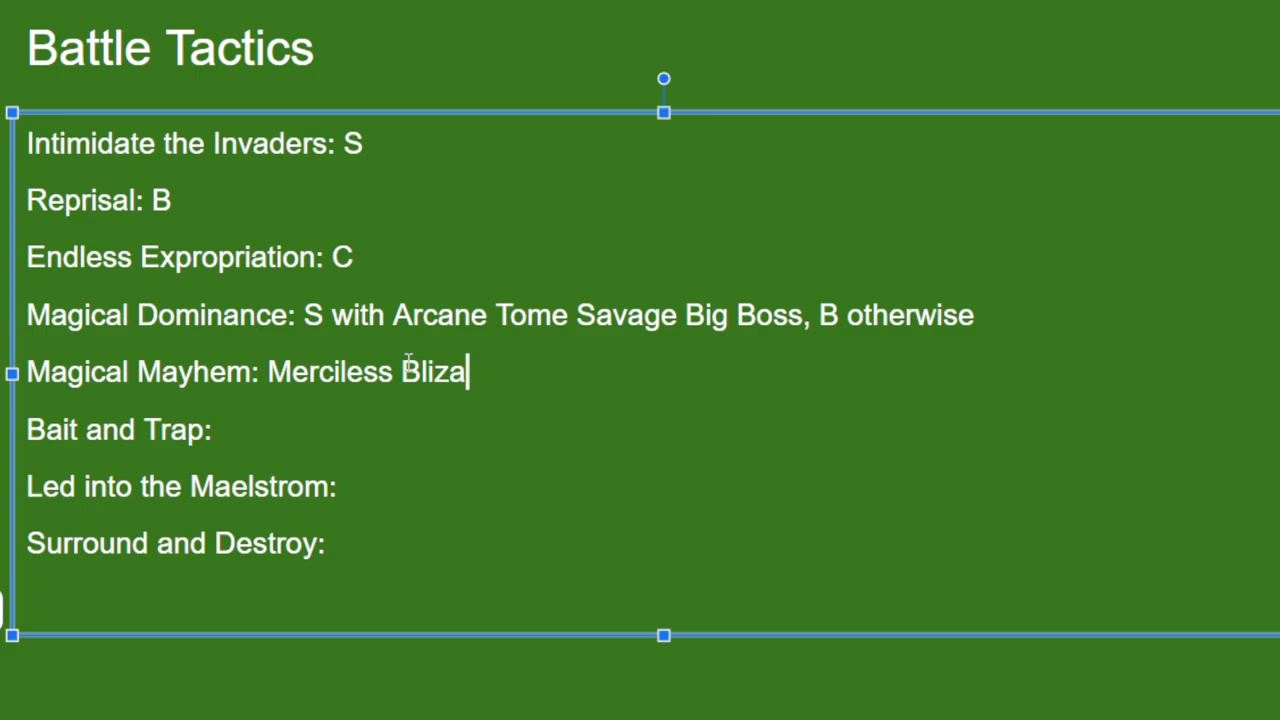 Battle Tactics
Intimidate the Invaders: S
Reprisal: B
Endless Expropriation: C
Magical Dominance: S with Arcane Tome Savage Big Boss, B otherwise
Magical Mayhem: Merciless Bliza
Bait and Trap:
Led into the Maelstrom:
Surround and Destroy: